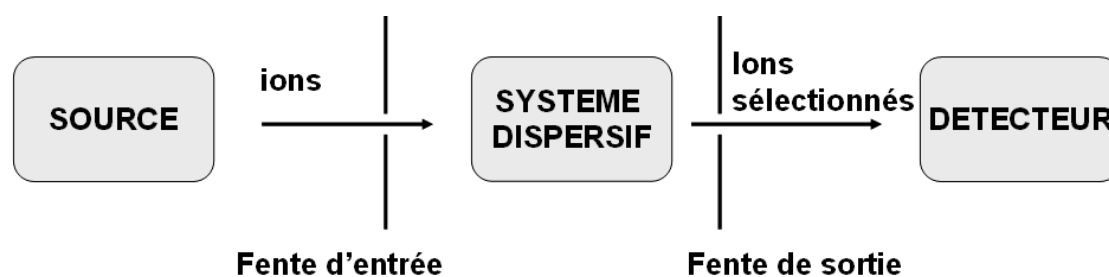 SOURCE
ions
SYSTEME
DISPERSIF
Ions
sélectionnés
DETECTEUR
Fente d'entrée
Fente de sortie